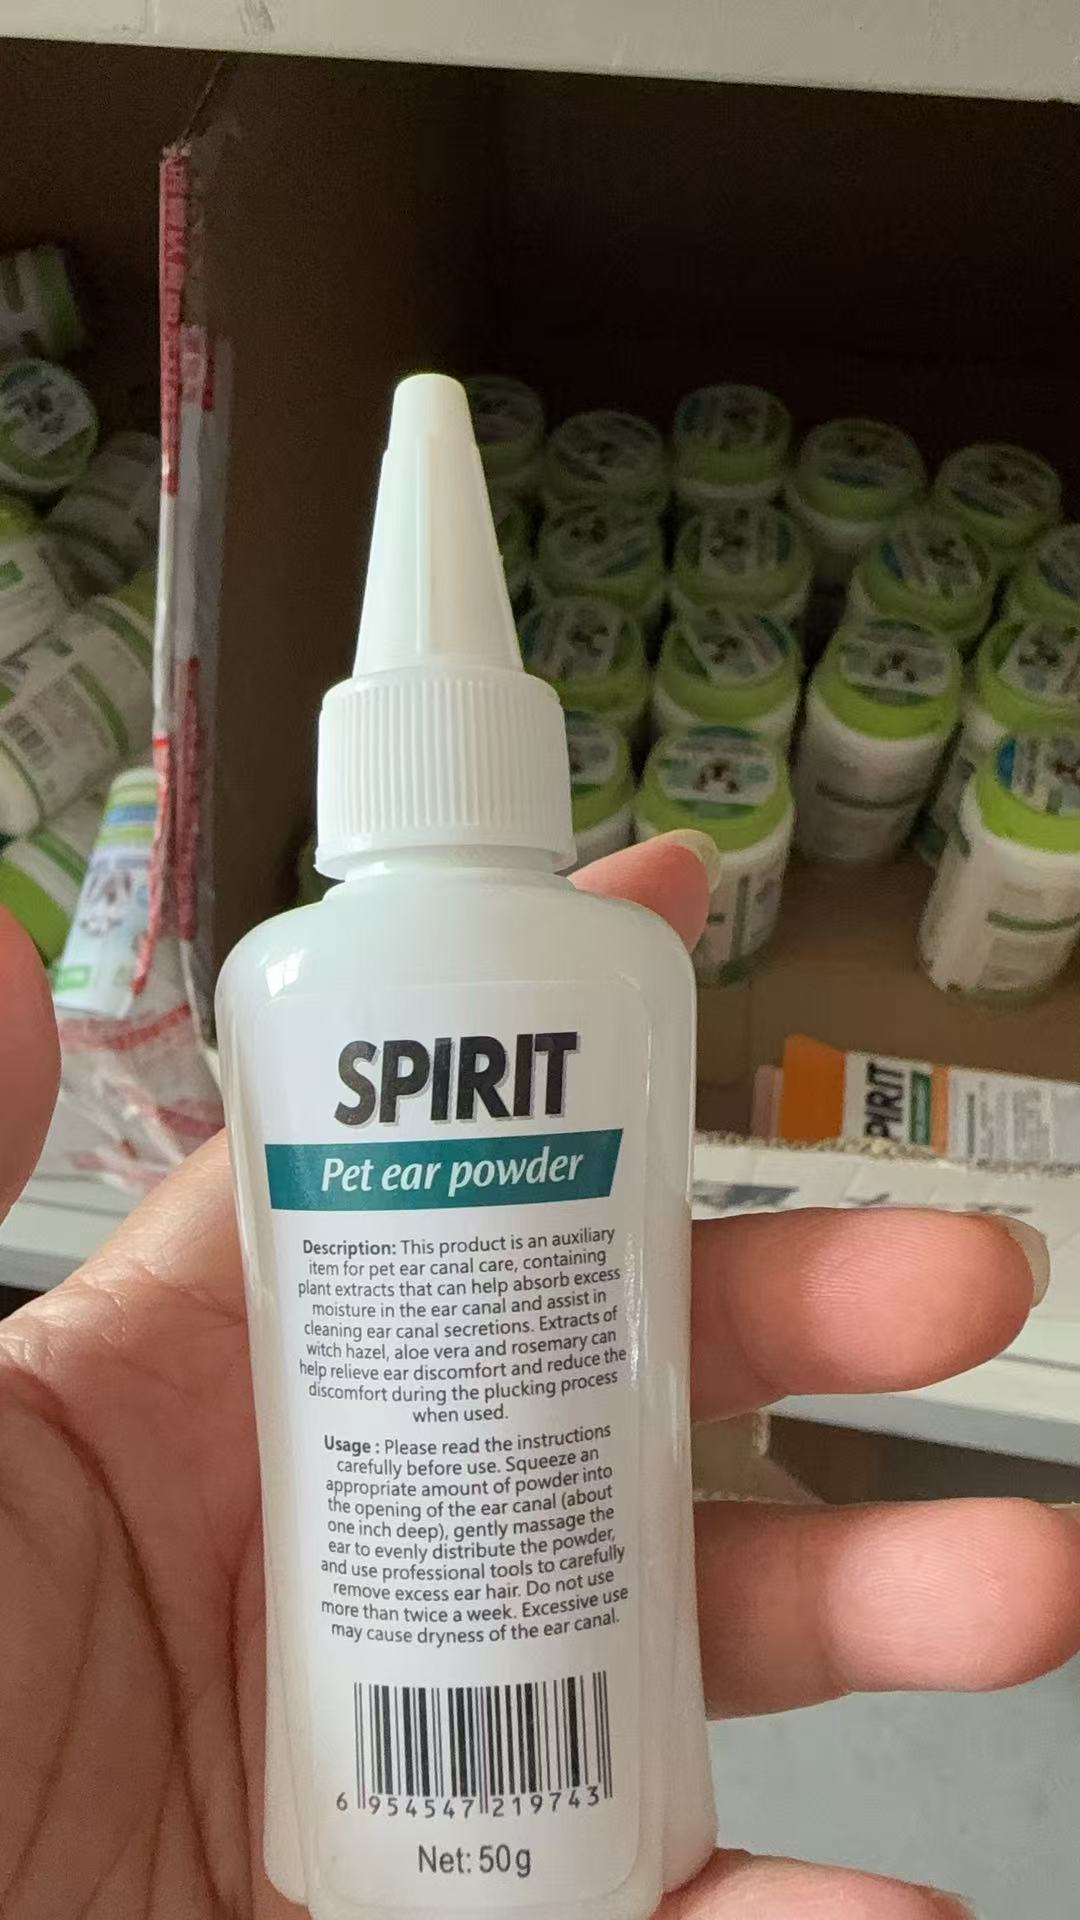 SPIRIT
Pet ear powder
Description: This product is an auxiliary
item for pet ear canal care, containing
plant extracts that can help absorb excess
moisture in the ear canal and assist in
cleaning ear canal secretions. Extracts of
witch hazel, aloe vera and rosemary can
help relieve ear discomfort and reduce the
discomfort during the plucking process
when used.
Usage : Please read the instructions
carefully before use. Squeeze an
appropriate amount of powder into
the opening of the ear canal (about
one inch deep), gently massage the
ear to evenly distribute the powder,
and use professional tools to carefully
remove excess ear hair. Do not use
more than twice a week. Excessive use
may cause dryness of the ear canal.
6 954547 219743
Net: 50g
SPIRIT